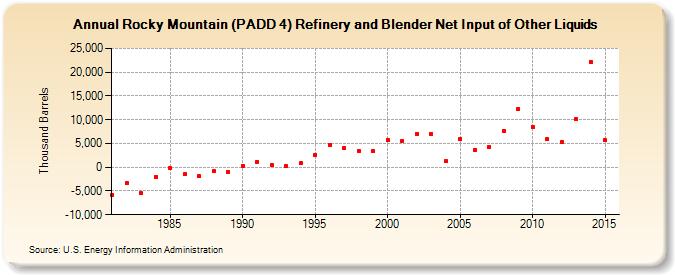 Annual Rocky Mountain (PADD 4) Refinery and Blender Net Input of Other Liquids
Thousand Barrels
25,000
20,000
15,000
10,000
5,000
0
-5,000
-10,000
1985 1990 1995 2000 2005 2010 2015
Source: U.S. Energy Information Administration